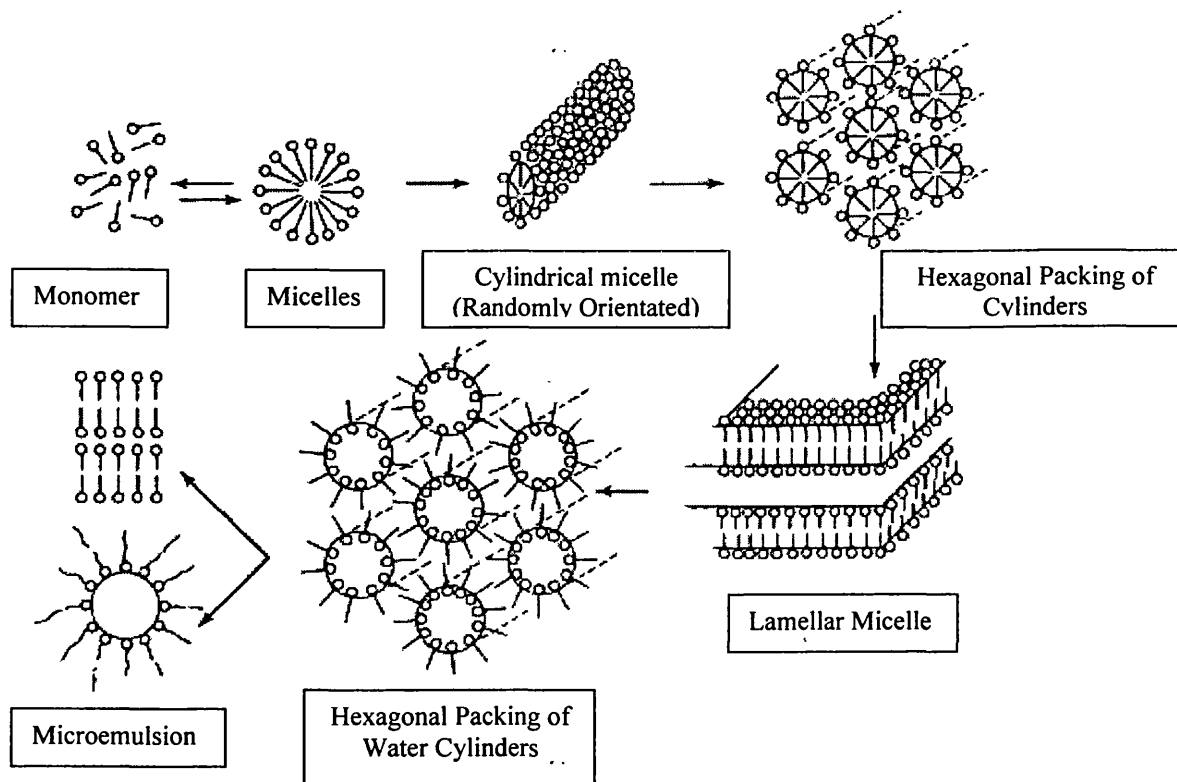 Monomer
Micelles
Cylindrical micelle
(Randomly Orientated)
Hexagonal Packing of
Cylinders
Lamellar Micelle
Hexagonal Packing of
Water Cylinders
Microemulsion